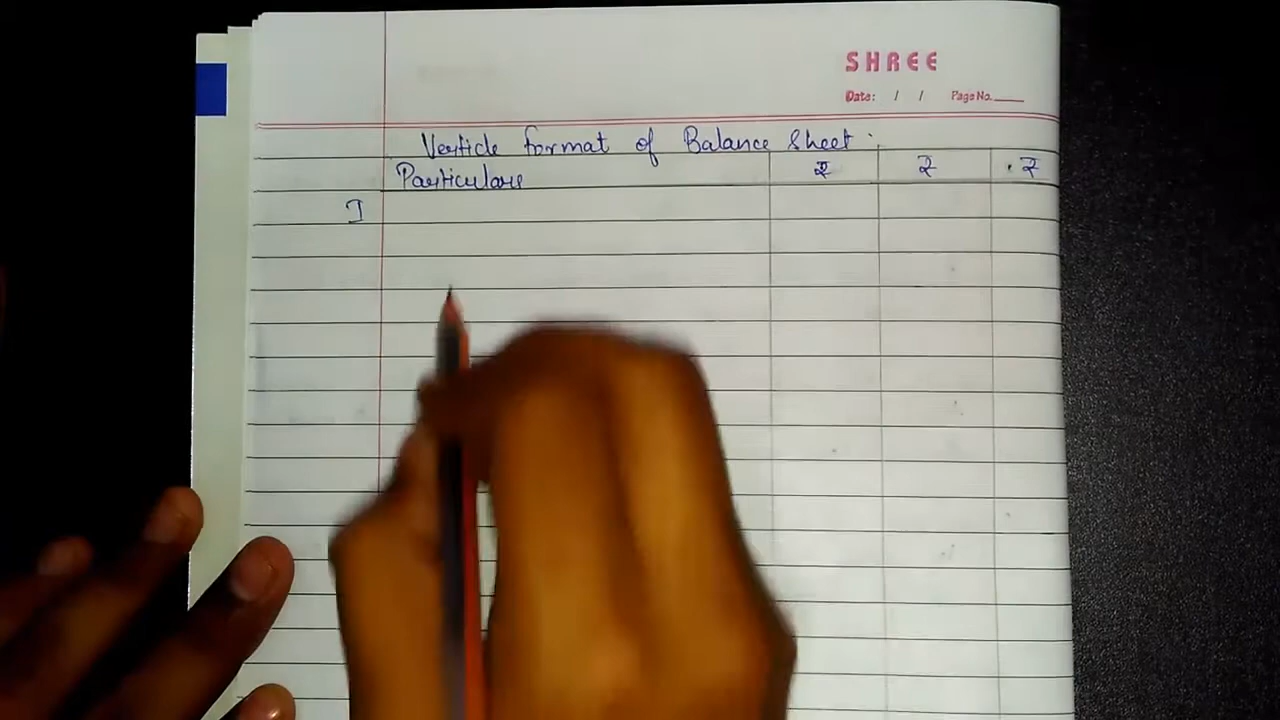 SHREE
Date: / / Page No.
Verticle format of Balance Sheet :
Particulars ₹ ₹ ₹
I